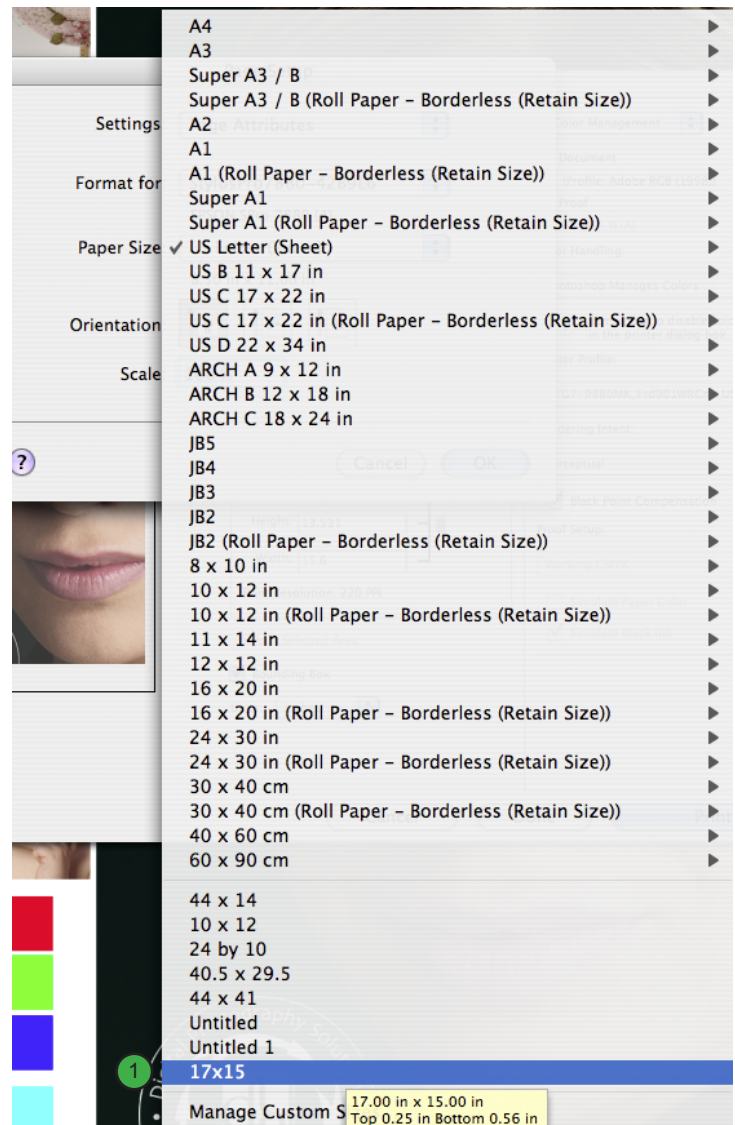 A4
A3
Super A3 / B
Super A3 / B (Roll Paper – Borderless (Retain Size))
Settings
A2
A1
Format for
A1 (Roll Paper – Borderless (Retain Size))
Super A1
Super A1 (Roll Paper – Borderless (Retain Size))
Paper Size ✓ US Letter (Sheet)
US B 11 x 17 in
US C 17 x 22 in
Orientation
US C 17 x 22 in (Roll Paper – Borderless (Retain Size))
US D 22 x 34 in
Scale
ARCH A 9 x 12 in
ARCH B 12 x 18 in
ARCH C 18 x 24 in
JB5
?
Cancel OK
JB4
JB3
Black Point Compensation
JB2
JB2 (Roll Paper – Borderless (Retain Size))
8 x 10 in
10 x 12 in
10 x 12 in (Roll Paper – Borderless (Retain Size))
11 x 14 in
12 x 12 in
Bounding Box
16 x 20 in
16 x 20 in (Roll Paper – Borderless (Retain Size))
24 x 30 in
24 x 30 in (Roll Paper – Borderless (Retain Size))
30 x 40 cm
30 x 40 cm (Roll Paper – Borderless (Retain Size))
40 x 60 cm
60 x 90 cm
44 x 14
10 x 12
24 by 10
40.5 x 29.5
44 x 41
Untitled
Untitled 1
1 17x15
Manage Custom S
17.00 in x 15.00 in
Top 0.25 in Bottom 0.56 in